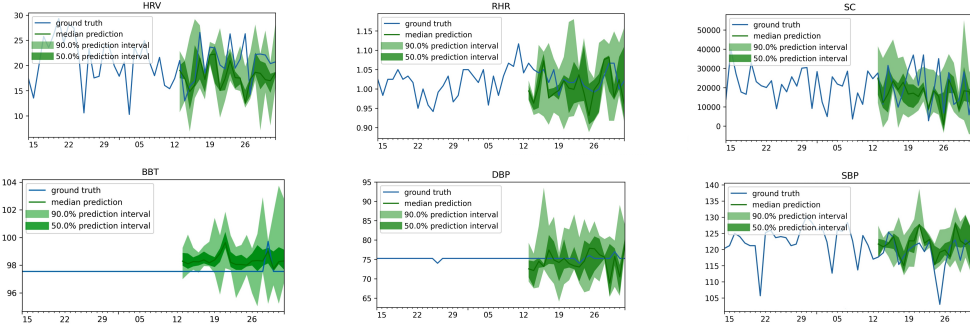 HRV
30
25
20
15
10
ground truth
median prediction
90.0% prediction interval
50.0% prediction interval
15 22 29 05 12 19 26
RHR
1.15
1.10
1.05
1.00
0.95
0.90
ground truth
median prediction
90.0% prediction interval
50.0% prediction interval
15 22 29 05 12 19 26
SC
50000
40000
30000
20000
10000
0
ground truth
median prediction
90.0% prediction interval
50.0% prediction interval
15 22 29 05 12 19 26
BBT
104
102
100
98
96
ground truth
median prediction
90.0% prediction interval
50.0% prediction interval
15 22 29 05 12 19 26
DBP
95
90
85
80
75
70
65
ground truth
median prediction
90.0% prediction interval
50.0% prediction interval
15 22 29 05 12 19 26
SBP
140
135
130
125
120
115
110
105
ground truth
median prediction
90.0% prediction interval
50.0% prediction interval
15 22 29 05 12 19 26